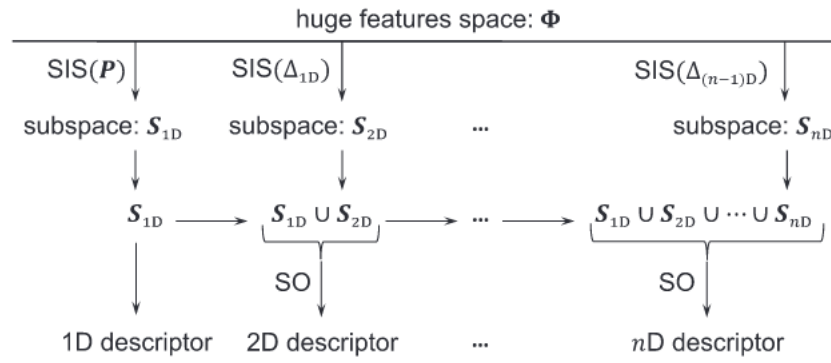 huge features space: Φ
SIS(P) SIS(Δ₁D) SIS(Δ₍ₙ₋₁₎D)
subspace: S₁D subspace: S₂D ... subspace: SₙD
S₁D S₁D ∪ S₂D ... S₁D ∪ S₂D ∪ ⋯ ∪ SₙD
SO SO
1D descriptor 2D descriptor ... nD descriptor